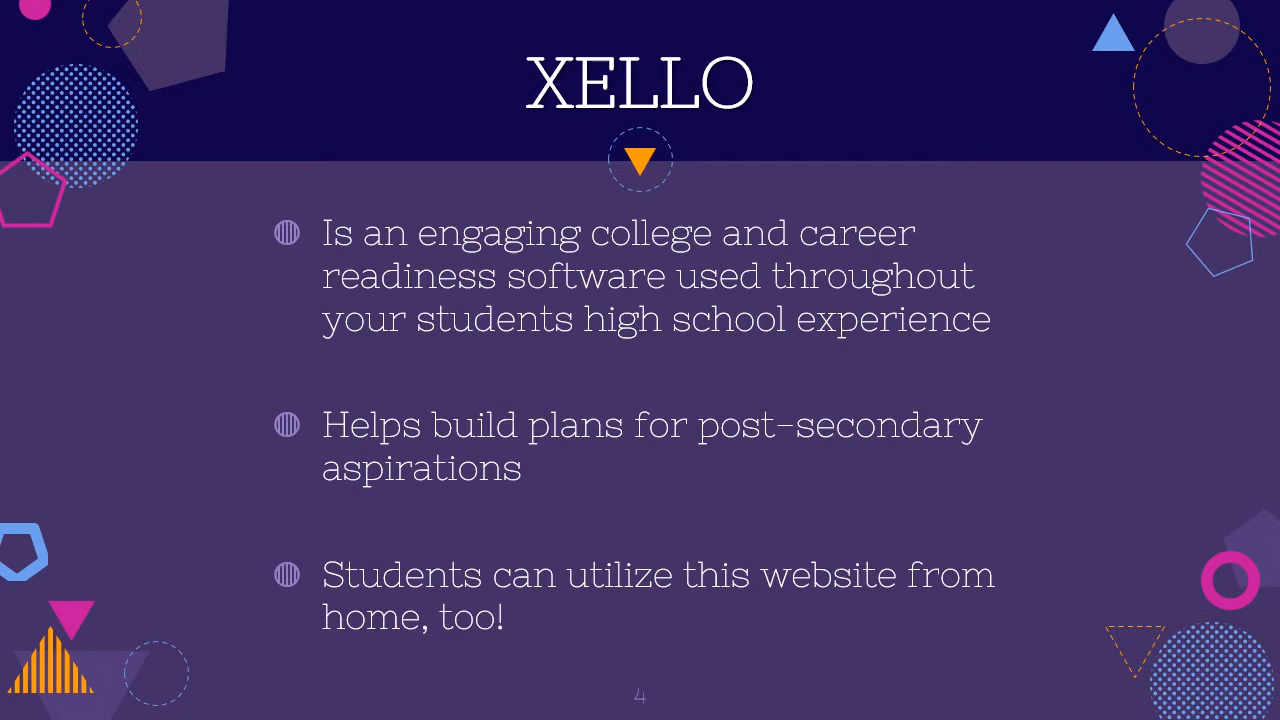 XELLO
Is an engaging college and career
readiness software used throughout
your students high school experience
Helps build plans for post-secondary
aspirations
Students can utilize this website from
home, too!
4